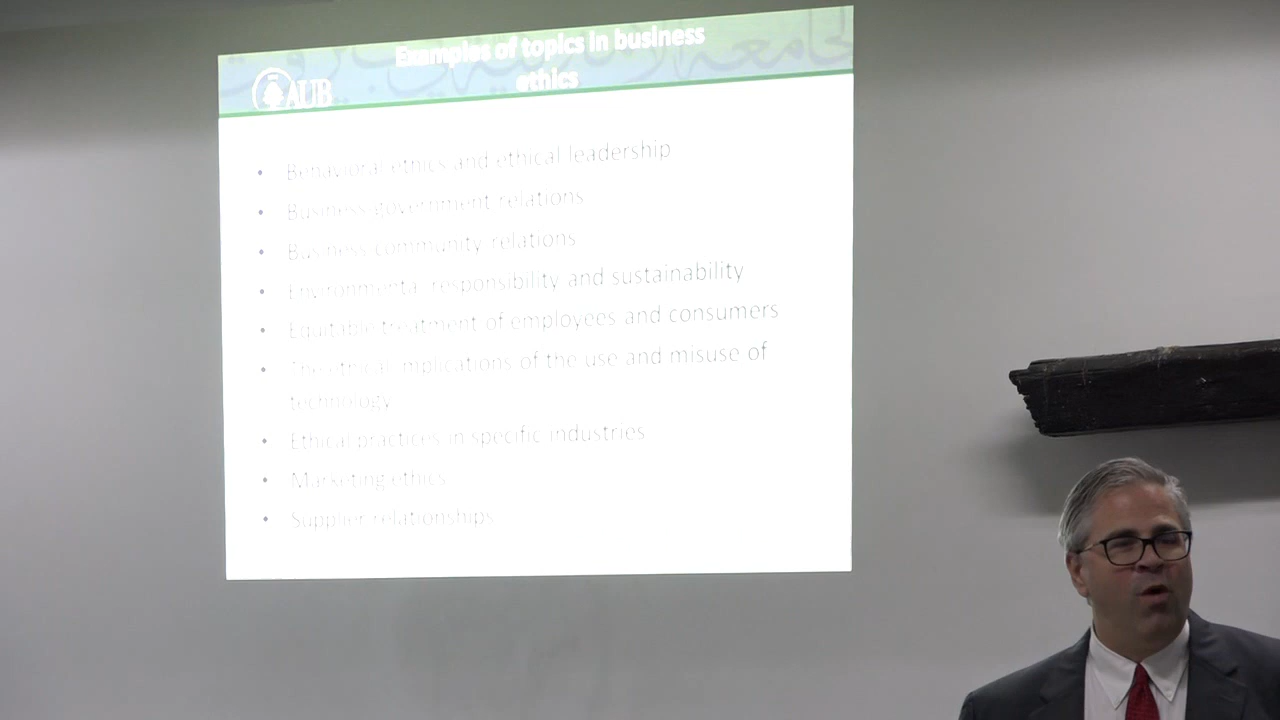 Examples of topics in business
ethics
AUB
• Behavioral ethics and ethical leadership
• Business-government relations
• Business-community relations
• Environmental responsibility and sustainability
• Equitable treatment of employees and consumers
• The ethical implications of the use and misuse of
technology
• Ethical practices in specific industries
• Marketing ethics
• Supplier relationships